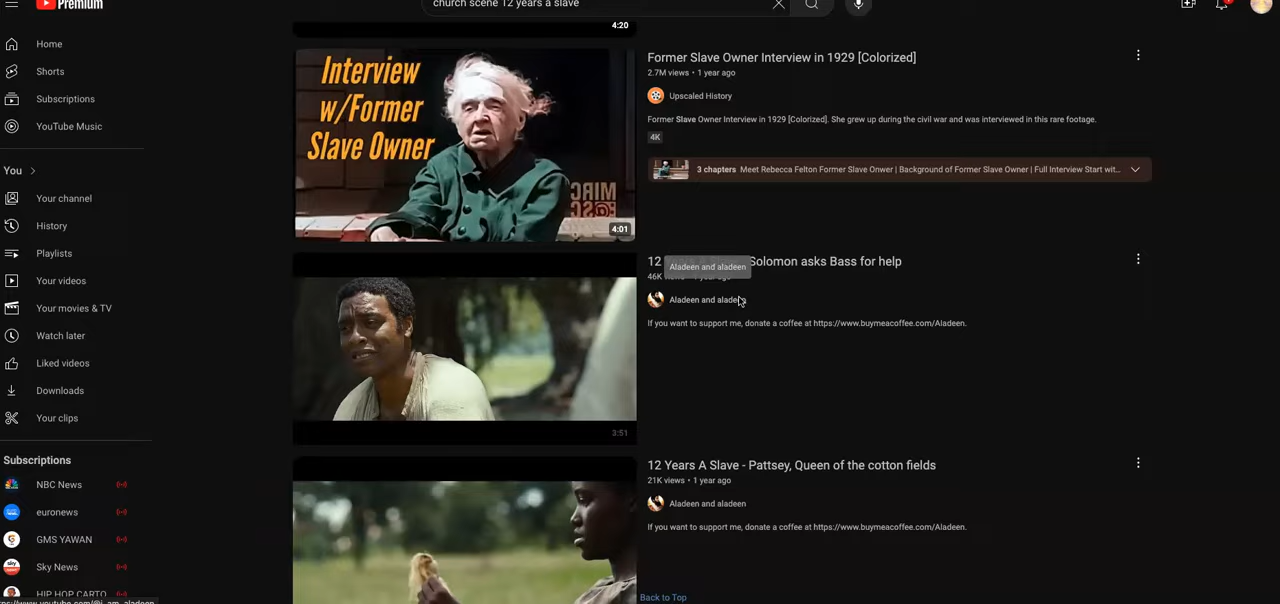 Premium
church scene 12 years a slave
Home
Shorts
Subscriptions
YouTube Music
You
Your channel
History
Playlists
Your videos
Your movies & TV
Watch later
Liked videos
Downloads
Your clips
Subscriptions
NBC News
euronews
GMS YAWAN
Sky News
HIP HOP CARTO
4:20
Interview
w/Former
Slave Owner
4:01
Former Slave Owner Interview in 1929 [Colorized]
2.7M views • 1 year ago
Upscaled History
Former Slave Owner Interview in 1929 [Colorized]. She grew up during the civil war and was interviewed in this rare footage.
4K
3 chapters Meet Rebecca Felton Former Slave Onwer | Background of Former Slave Owner | Full Interview Start wit...
3:51
12 Solomon asks Bass for help
Aladeen and aladeen
46K
Aladeen and aladeen
If you want to support me, donate a coffee at https://www.buymeacoffee.com/Aladeen.
12 Years A Slave - Pattsey, Queen of the cotton fields
21K views • 1 year ago
Aladeen and aladeen
If you want to support me, donate a coffee at https://www.buymeacoffee.com/Aladeen.
Back to Top